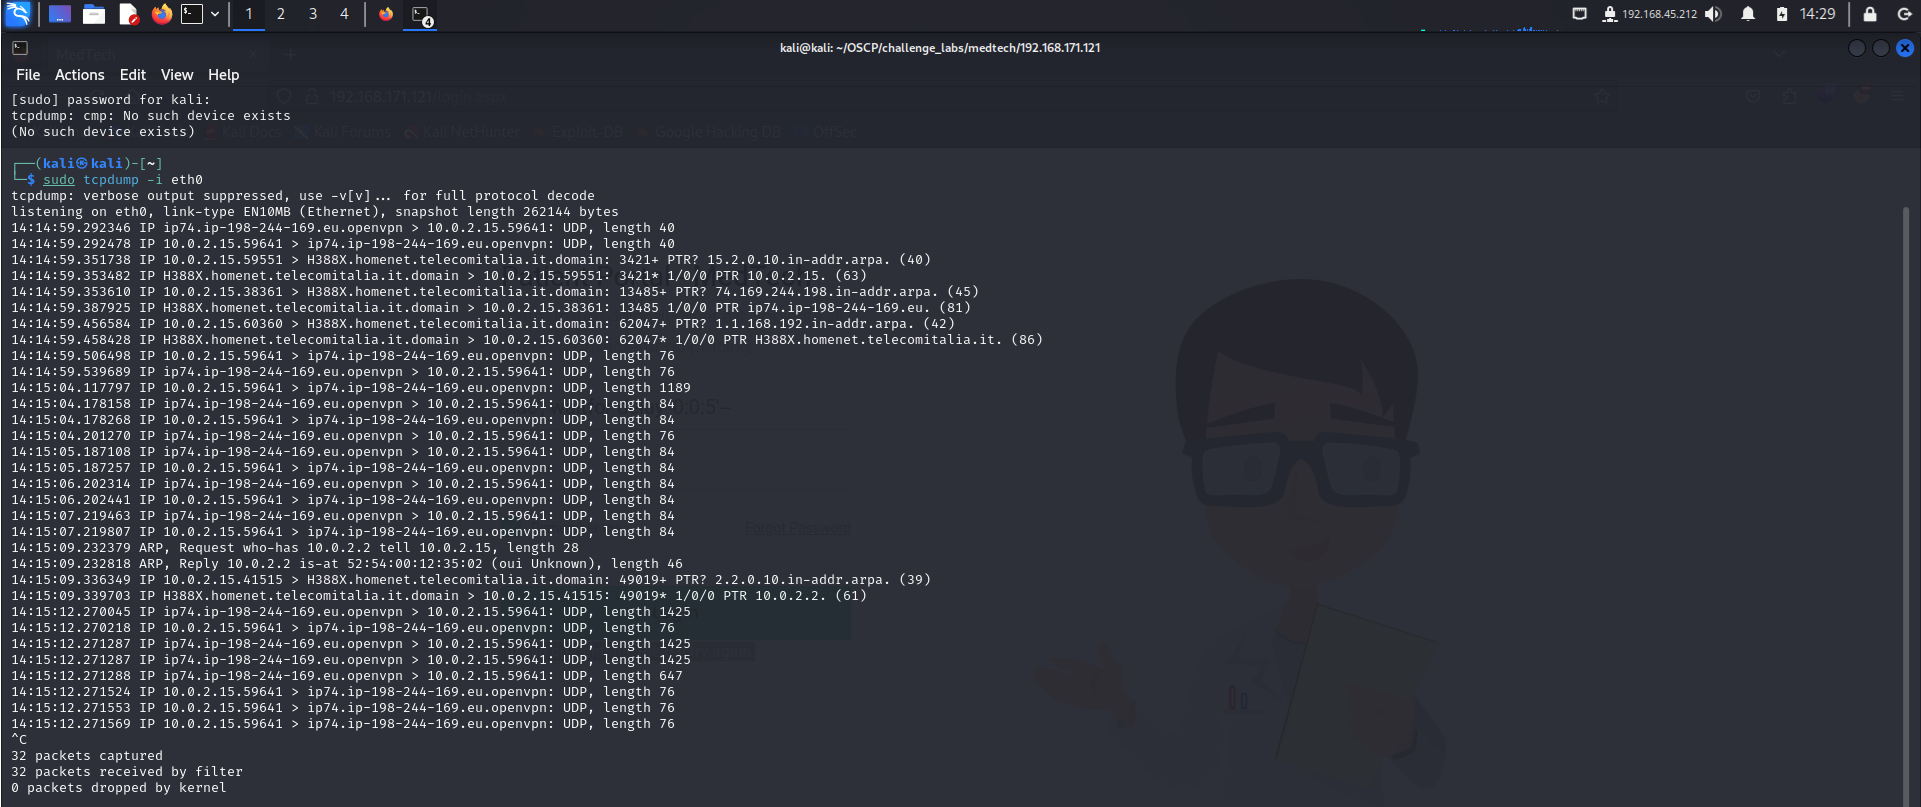 1 2 3 4 4 192.168.45.212 14:29
MedTech
kali@kali: ~/OSCP/challenge_labs/medtech/192.168.171.121
File Actions Edit View Help
192.168.171.121/login.aspx
[sudo] password for kali:
tcpdump: cmp: No such device exists
(No such device exists)
Kali Docs Kali Forums Kali NetHunter Exploit-DB Google Hacking DB OffSec
┌──(kali㉿kali)-[~]
└─$ sudo tcpdump -i eth0
tcpdump: verbose output suppressed, use -v[v]... for full protocol decode
listening on eth0, link-type EN10MB (Ethernet), snapshot length 262144 bytes
14:14:59.292346 IP ip74.ip-198-244-169.eu.openvpn > 10.0.2.15.59641: UDP, length 40
14:14:59.292478 IP 10.0.2.15.59641 > ip74.ip-198-244-169.eu.openvpn: UDP, length 40
14:14:59.351738 IP 10.0.2.15.59551 > H388X.homenet.telecomitalia.it.domain: 3421+ PTR? 15.2.0.10.in-addr.arpa. (40)
14:14:59.353482 IP H388X.homenet.telecomitalia.it.domain > 10.0.2.15.59551: 3421* 1/0/0 PTR 10.0.2.15. (63)
14:14:59.353610 IP 10.0.2.15.38361 > H388X.homenet.telecomitalia.it.domain: 13485+ PTR? 74.169.244.198.in-addr.arpa. (45)
14:14:59.387925 IP H388X.homenet.telecomitalia.it.domain > 10.0.2.15.38361: 13485 1/0/0 PTR ip74.ip-198-244-169.eu. (81)
14:14:59.456584 IP 10.0.2.15.60360 > H388X.homenet.telecomitalia.it.domain: 62047+ PTR? 1.1.168.192.in-addr.arpa. (42)
14:14:59.458428 IP H388X.homenet.telecomitalia.it.domain > 10.0.2.15.60360: 62047* 1/0/0 PTR H388X.homenet.telecomitalia.it. (86)
14:14:59.506498 IP 10.0.2.15.59641 > ip74.ip-198-244-169.eu.openvpn: UDP, length 76
14:14:59.539689 IP 10.0.2.15.59641 > ip74.ip-198-244-169.eu.openvpn: UDP, length 76
14:15:04.117797 IP 10.0.2.15.59641 > ip74.ip-198-244-169.eu.openvpn: UDP, length 1189
14:15:04.178158 IP ip74.ip-198-244-169.eu.openvpn > 10.0.2.15.59641: UDP, length 84
14:15:04.178268 IP 10.0.2.15.59641 > ip74.ip-198-244-169.eu.openvpn: UDP, length 84
14:15:04.201270 IP ip74.ip-198-244-169.eu.openvpn > 10.0.2.15.59641: UDP, length 76
14:15:05.187108 IP ip74.ip-198-244-169.eu.openvpn > 10.0.2.15.59641: UDP, length 84
14:15:05.187257 IP 10.0.2.15.59641 > ip74.ip-198-244-169.eu.openvpn: UDP, length 84
14:15:06.202314 IP ip74.ip-198-244-169.eu.openvpn > 10.0.2.15.59641: UDP, length 84
14:15:06.202441 IP 10.0.2.15.59641 > ip74.ip-198-244-169.eu.openvpn: UDP, length 84
14:15:07.219463 IP ip74.ip-198-244-169.eu.openvpn > 10.0.2.15.59641: UDP, length 84
14:15:07.219807 IP 10.0.2.15.59641 > ip74.ip-198-244-169.eu.openvpn: UDP, length 84
Forgot Password
14:15:09.232379 ARP, Request who-has 10.0.2.2 tell 10.0.2.15, length 28
14:15:09.232818 ARP, Reply 10.0.2.2 is-at 52:54:00:12:35:02 (oui Unknown), length 46
14:15:09.336349 IP 10.0.2.15.41515 > H388X.homenet.telecomitalia.it.domain: 49019+ PTR? 2.2.0.10.in-addr.arpa. (39)
14:15:09.339703 IP H388X.homenet.telecomitalia.it.domain > 10.0.2.15.41515: 49019* 1/0/0 PTR 10.0.2.2. (61)
14:15:12.270045 IP ip74.ip-198-244-169.eu.openvpn > 10.0.2.15.59641: UDP, length 1425
14:15:12.270218 IP 10.0.2.15.59641 > ip74.ip-198-244-169.eu.openvpn: UDP, length 76
14:15:12.271287 IP ip74.ip-198-244-169.eu.openvpn > 10.0.2.15.59641: UDP, length 1425
14:15:12.271287 IP ip74.ip-198-244-169.eu.openvpn > 10.0.2.15.59641: UDP, length 1425
14:15:12.271288 IP ip74.ip-198-244-169.eu.openvpn > 10.0.2.15.59641: UDP, length 647
14:15:12.271524 IP 10.0.2.15.59641 > ip74.ip-198-244-169.eu.openvpn: UDP, length 76
14:15:12.271553 IP 10.0.2.15.59641 > ip74.ip-198-244-169.eu.openvpn: UDP, length 76
14:15:12.271569 IP 10.0.2.15.59641 > ip74.ip-198-244-169.eu.openvpn: UDP, length 76
^C
32 packets captured
32 packets received by filter
0 packets dropped by kernel